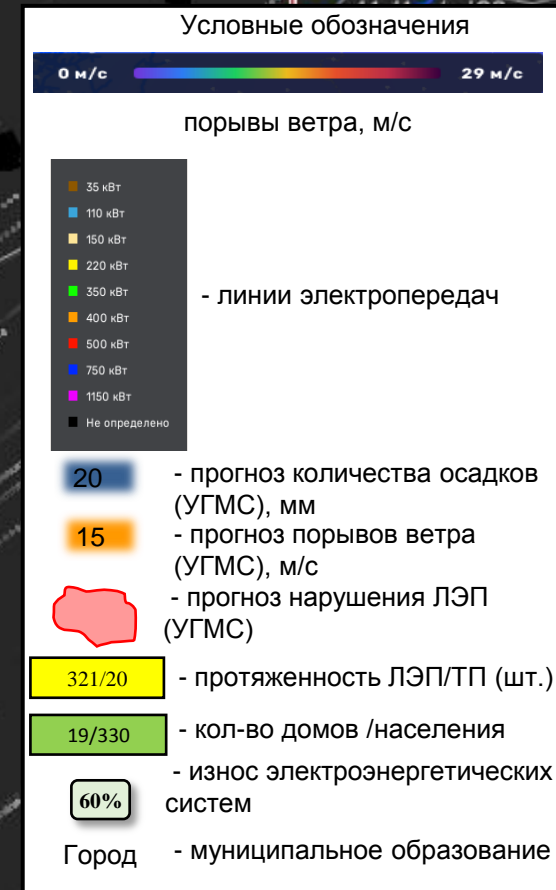 Условные обозначения
0 м/с 29 м/с
порывы ветра, м/с
35 кВт
110 кВт
150 кВт
220 кВт
350 кВт
400 кВт
500 кВт
750 кВт
1150 кВт
Не определено
- линии электропередач
20 - прогноз количества осадков
(УГМС), мм
15 - прогноз порывов ветра
(УГМС), м/с
- прогноз нарушения ЛЭП
(УГМС)
321/20 - протяженность ЛЭП/ТП (шт.)
19/330 - кол-во домов /населения
- износ электроэнергетических
60% систем
Город - муниципальное образование